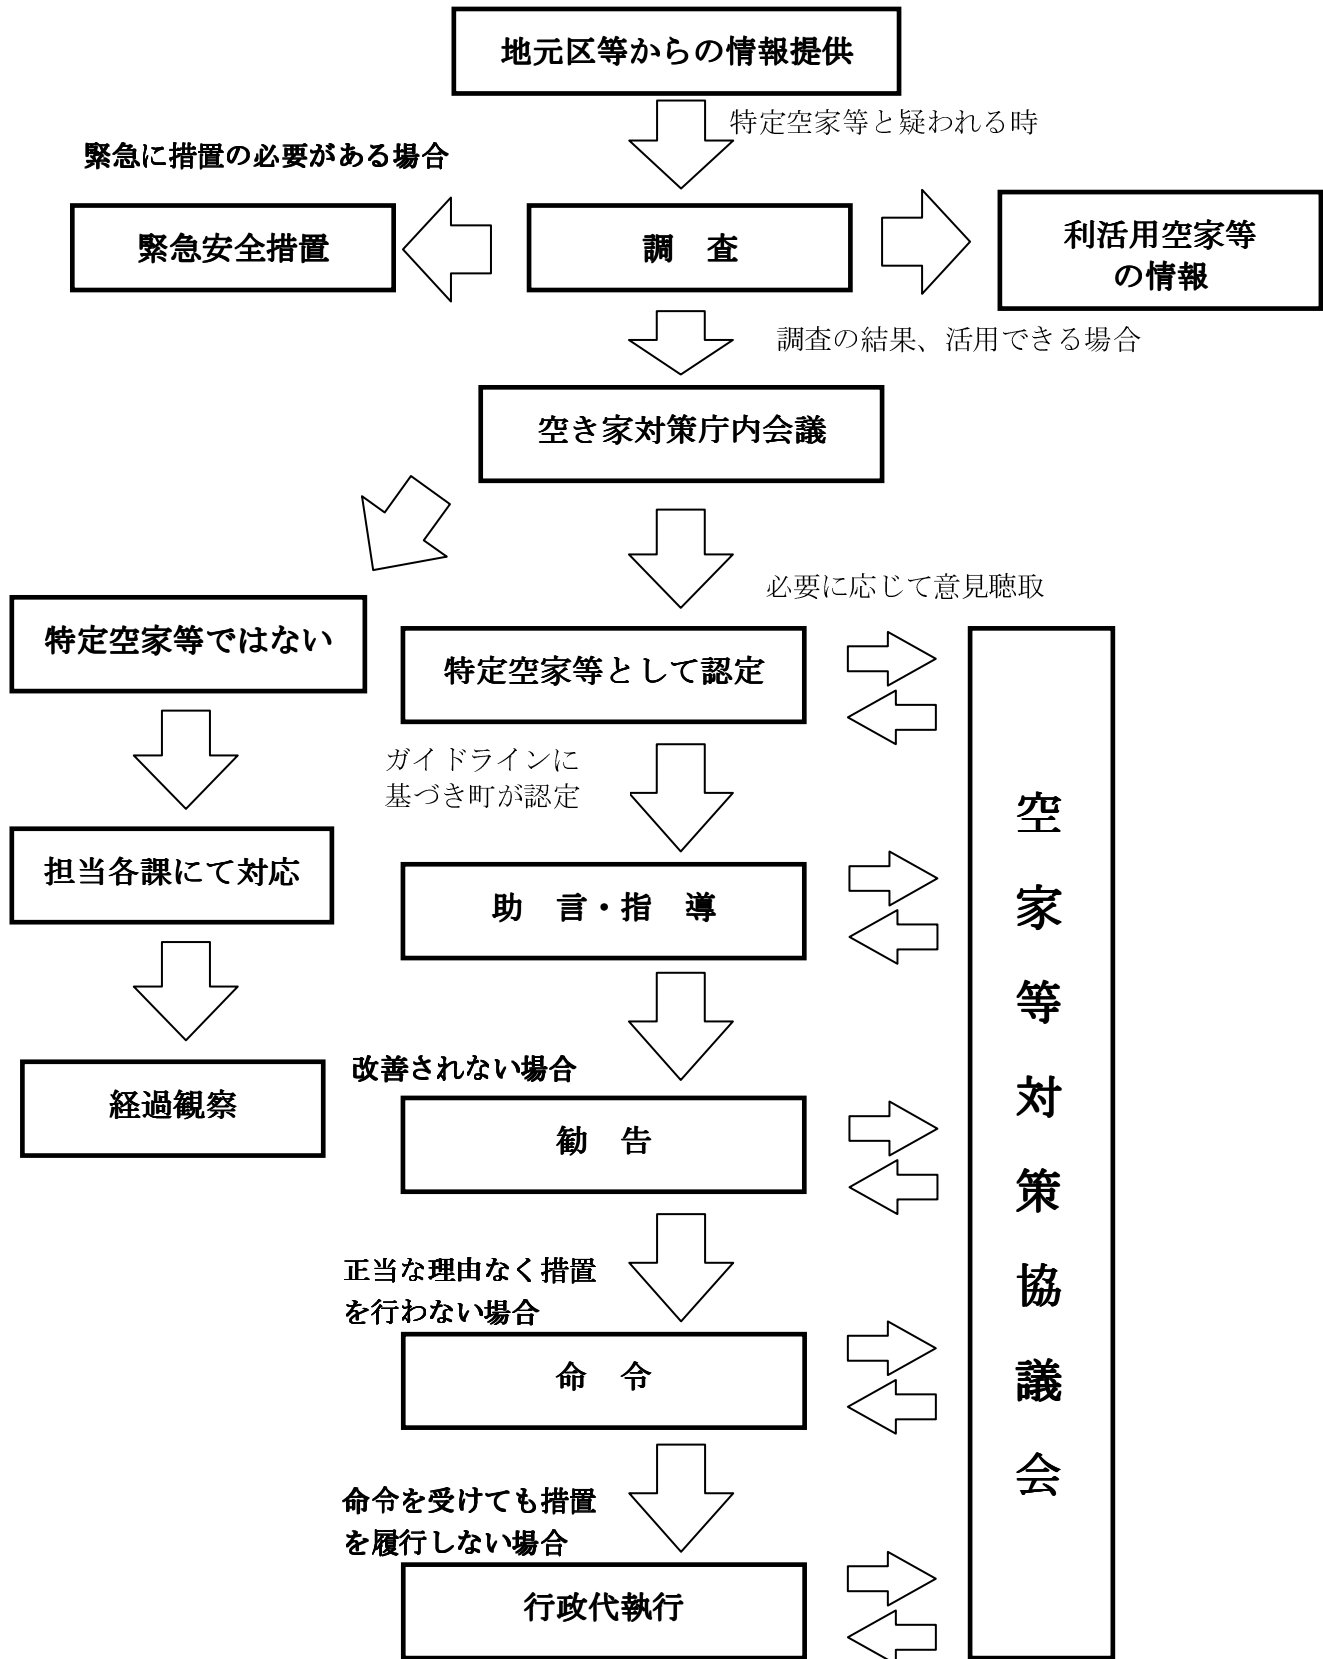 地元区等からの情報提供
特定空家等と疑われる時
緊急に措置の必要がある場合
緊急安全措置
調　査
利活用空家等
の情報
調査の結果、活用できる場合
空き家対策庁内会議
必要に応じて意見聴取
特定空家等ではない
特定空家等として認定
ガイドラインに
基づき町が認定
担当各課にて対応
助　言・指　導
改善されない場合
経過観察
勧　告
正当な理由なく措置
を行わない場合
命　令
命令を受けても措置
を履行しない場合
行政代執行
空家等対策協議会